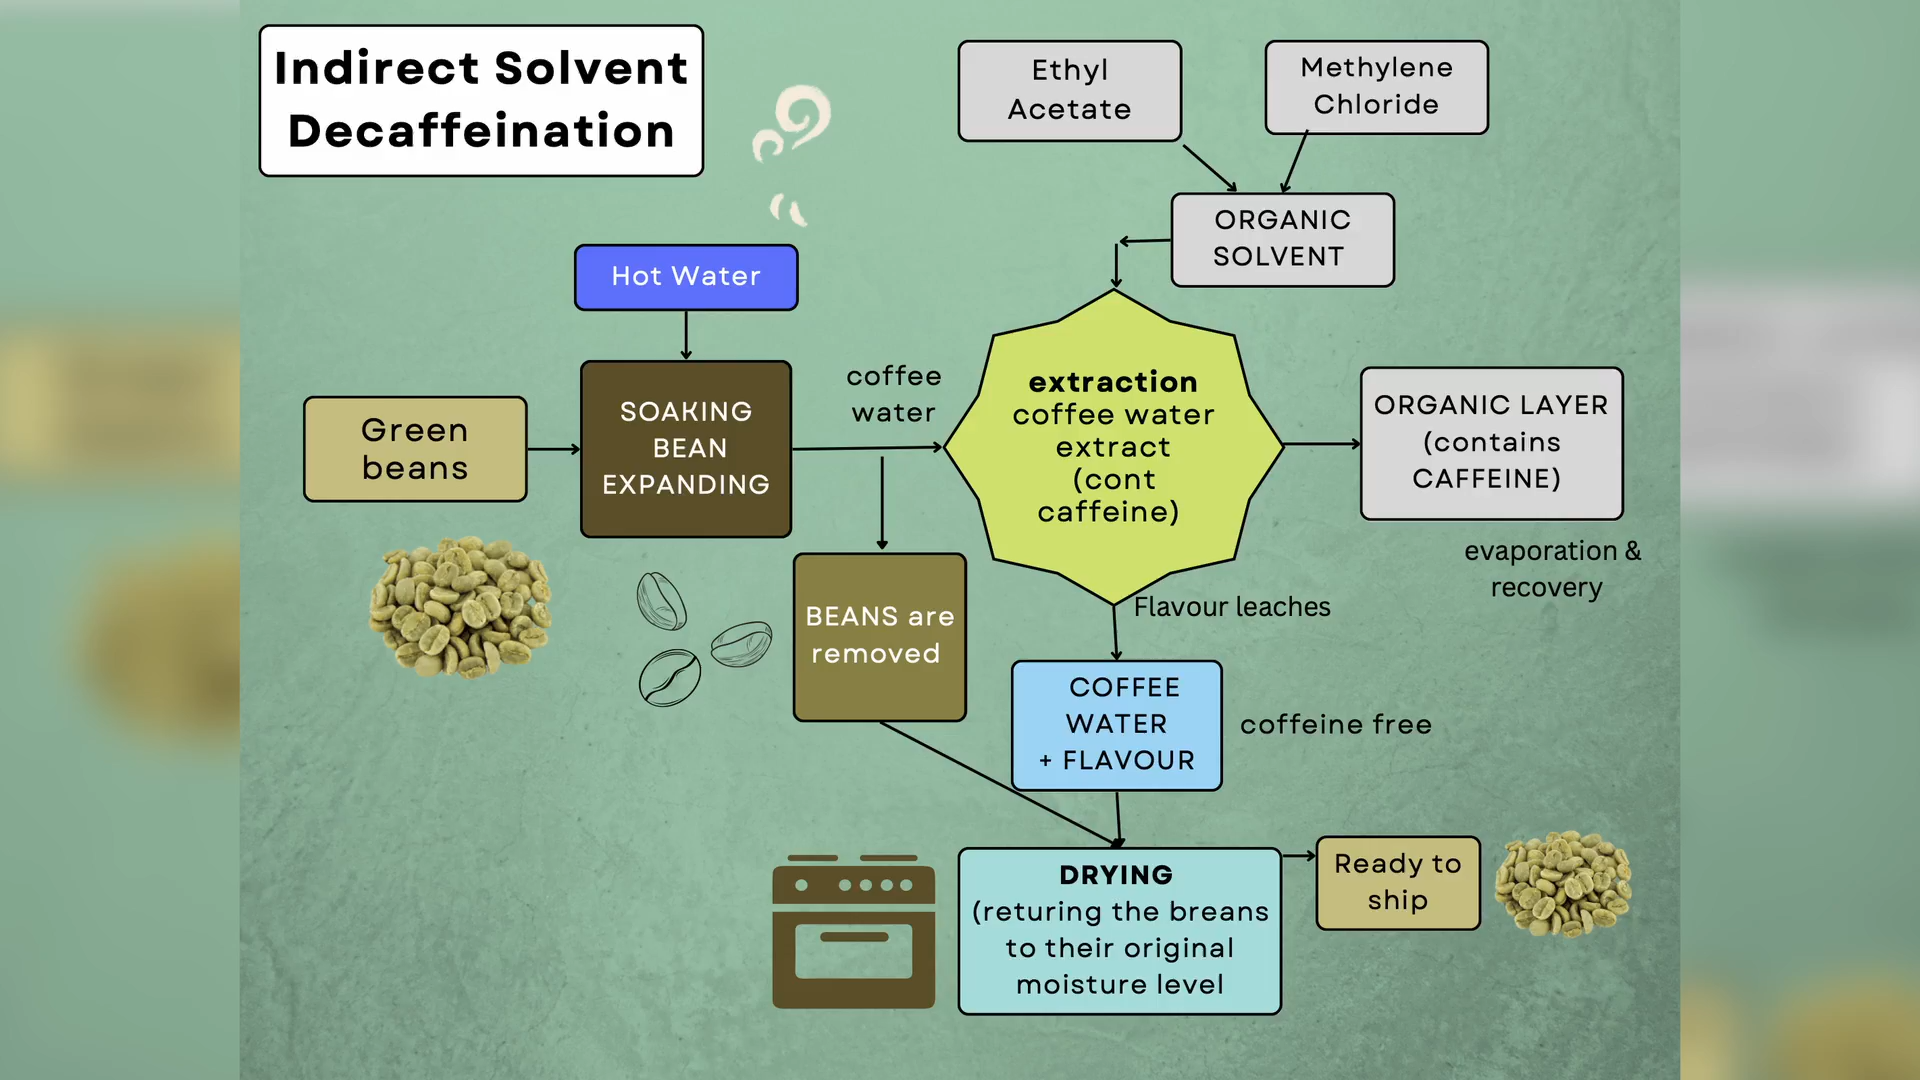 Indirect Solvent
Decaffeination
Ethyl
Acetate
Methylene
Chloride
ORGANIC
SOLVENT
Hot Water
Green
beans
SOAKING
BEAN
EXPANDING
coffee
water
extraction
coffee water
extract
(cont
caffeine)
ORGANIC LAYER
(contains
CAFFEINE)
evaporation &
recovery
BEANS are
removed
Flavour leaches
COFFEE
WATER
+ FLAVOUR
coffeine free
DRYING
(returing the breans
to their original
moisture level
Ready to
ship